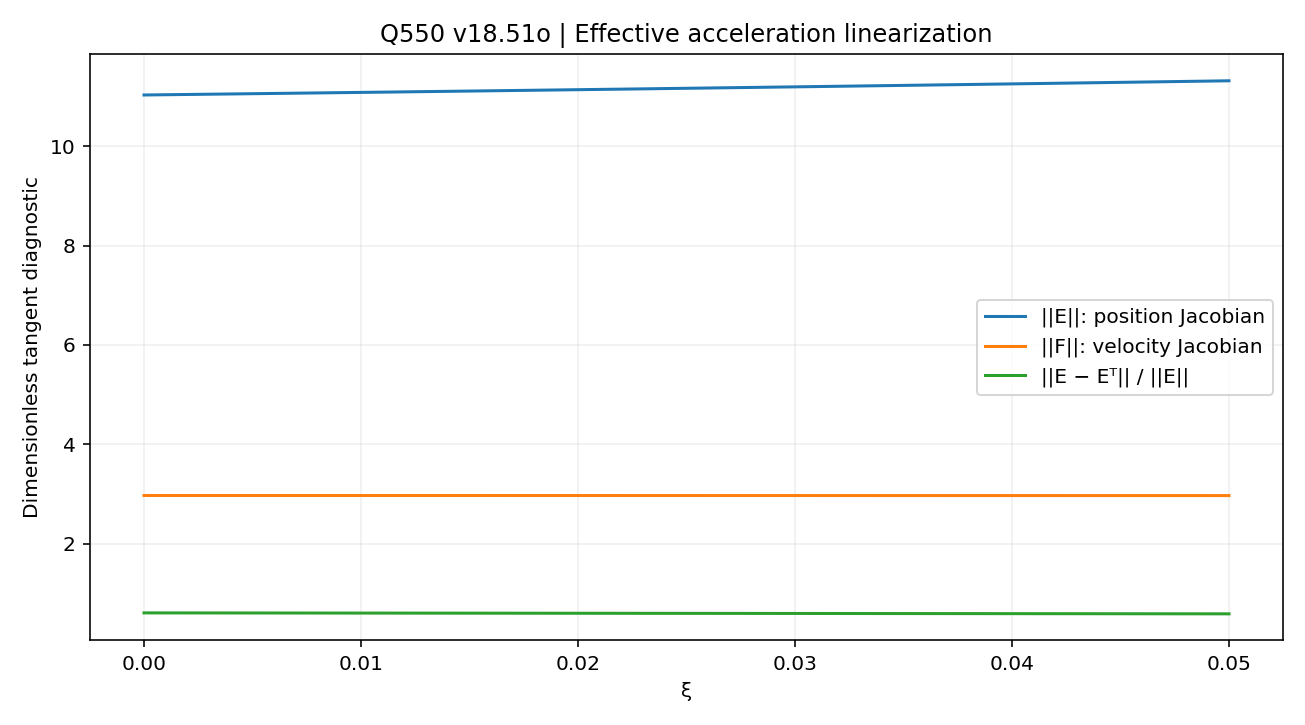 Q550 v18.51o | Effective acceleration linearization
Dimensionless tangent diagnostic
10
8
6
4
2
||E||: position Jacobian
||F||: velocity Jacobian
||E − Eᵀ|| / ||E||
0.00 0.01 0.02 0.03 0.04 0.05
ξ